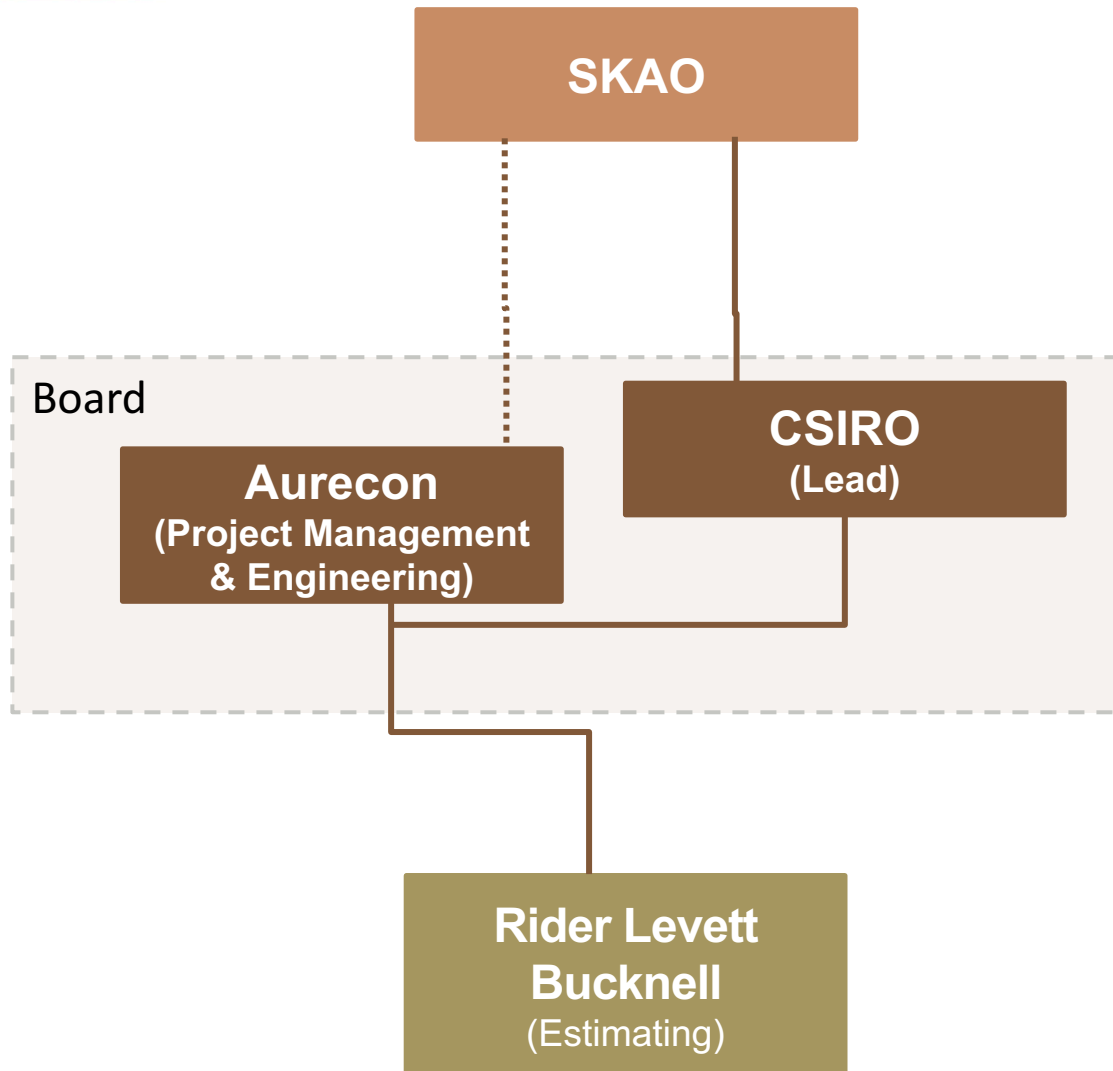 SKAO
Board
CSIRO
(Lead)
Aurecon
(Project Management
& Engineering)
Rider Levett
Bucknell
(Estimating)